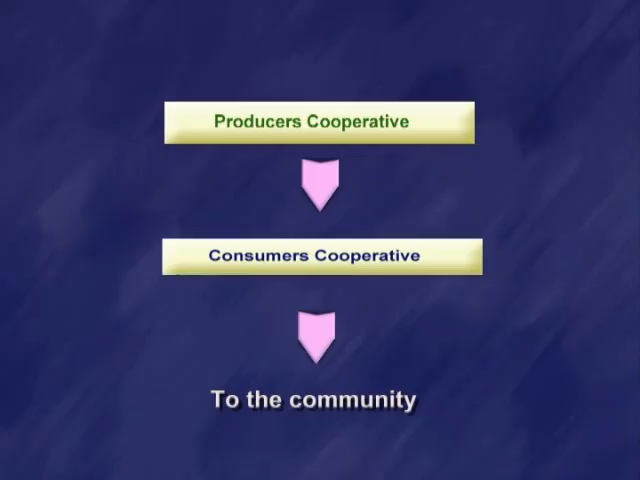 Producers Cooperative
Consumers Cooperative
To the community